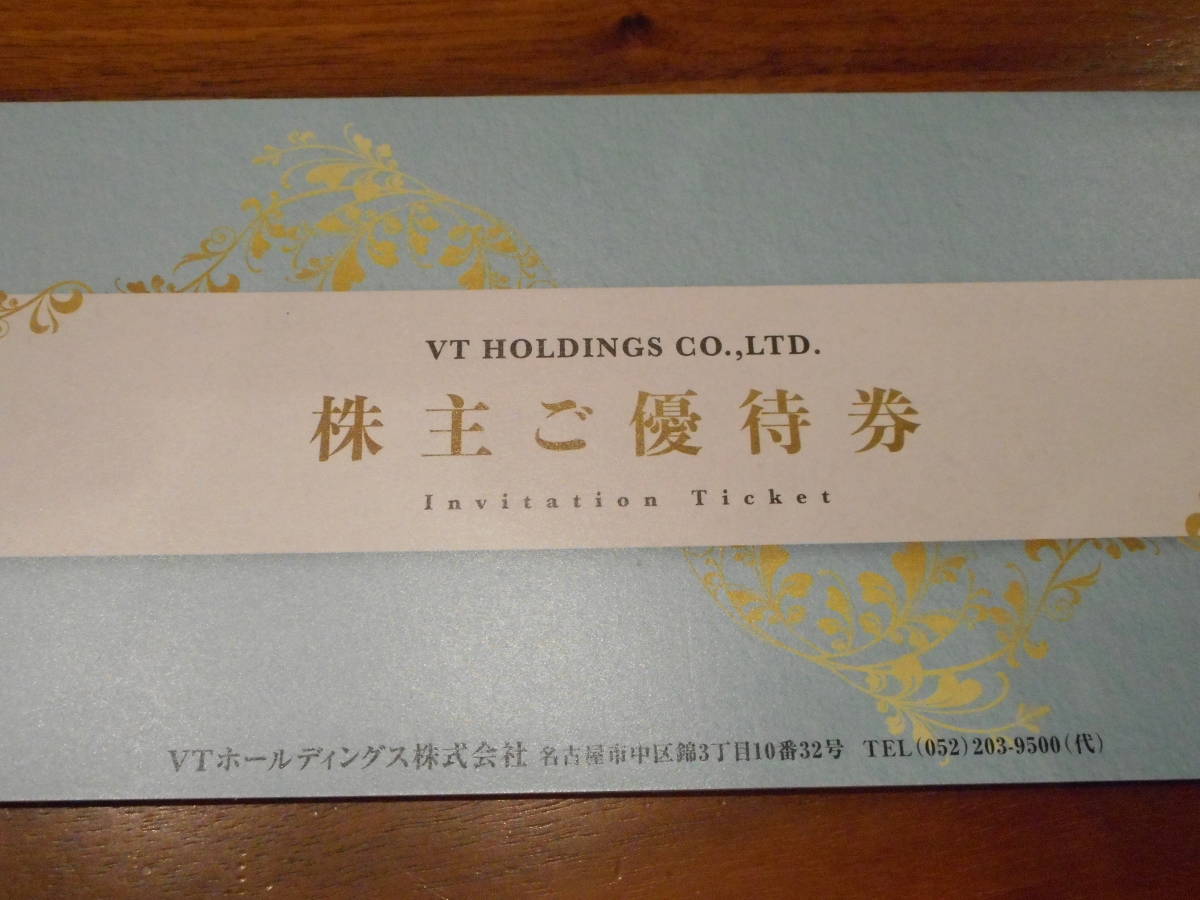 VT HOLDINGS CO.,LTD.
株主ご優待券
Invitation Ticket
VTホールディングス株式会社 名古屋市中区錦3丁目10番32号 TEL(052)203-9500(代)